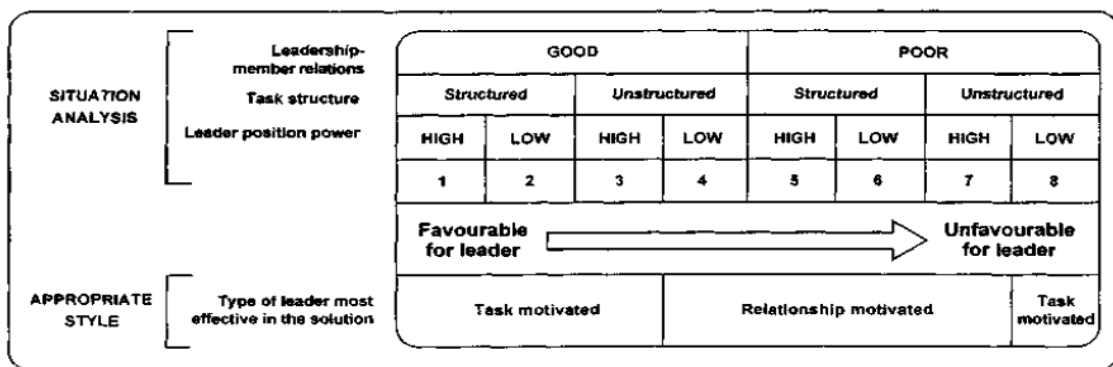 Leadership-
member relations
GOOD
POOR
SITUATION
ANALYSIS
Task structure
Structured
Unstructured
Structured
Unstructured
Leader position power
HIGH
LOW
HIGH
LOW
HIGH
LOW
HIGH
LOW
1
2
3
4
5
6
7
8
Favourable
for leader
Unfavourable
for leader
APPROPRIATE
STYLE
Type of leader most
effective in the solution
Task motivated
Relationship motivated
Task
motivated